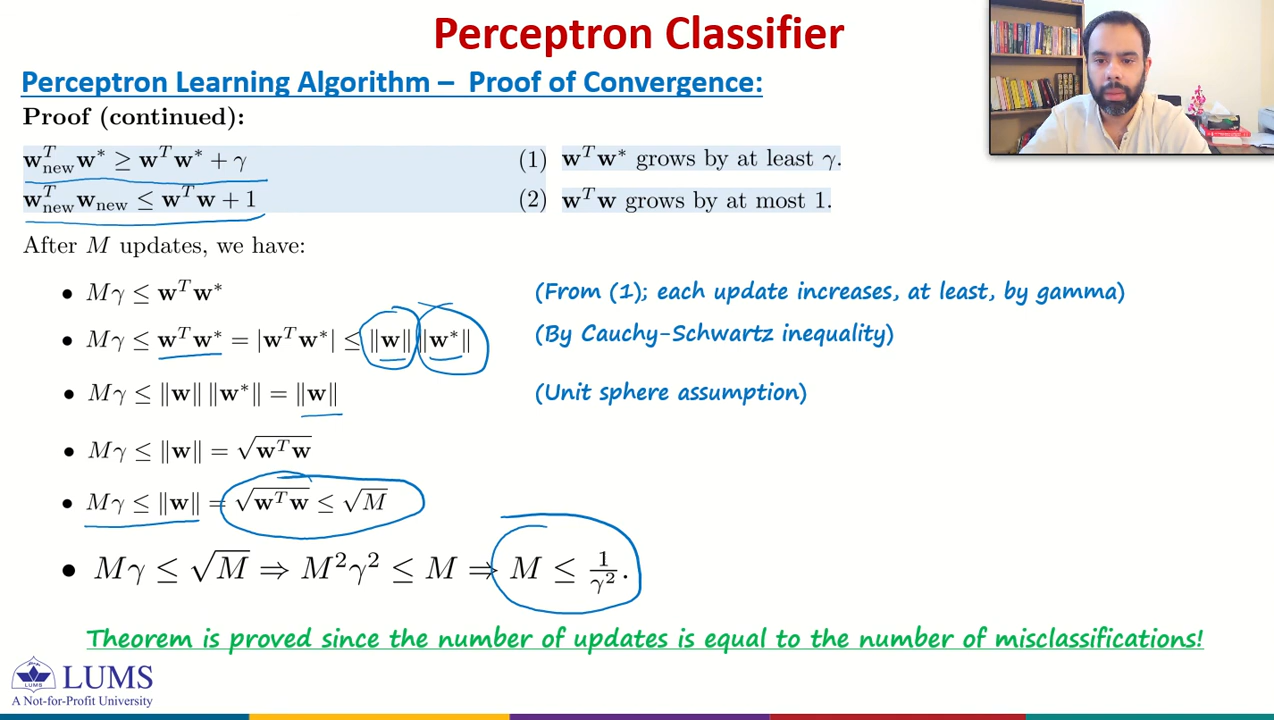 Perceptron Classifier
Perceptron Learning Algorithm – Proof of Convergence:
Proof (continued):
w^T_new w* ≥ w^T w* + γ (1) w^T w* grows by at least γ.
w^T_new w_new ≤ w^T w + 1 (2) w^T w grows by at most 1.
After M updates, we have:
• Mγ ≤ w^T w* (From (1); each update increases, at least, by gamma)
• Mγ ≤ w^T w* = |w^T w*| ≤ ‖w‖ ‖w*‖ (By Cauchy-Schwartz inequality)
• Mγ ≤ ‖w‖ ‖w*‖ = ‖w‖ (Unit sphere assumption)
• Mγ ≤ ‖w‖ = √(w^T w)
• Mγ ≤ ‖w‖ = √(w^T w) ≤ √M
• Mγ ≤ √M ⇒ M²γ² ≤ M ⇒ M ≤ 1/γ².
Theorem is proved since the number of updates is equal to the number of misclassifications!
LUMS
LUMS
A Not-for-Profit University